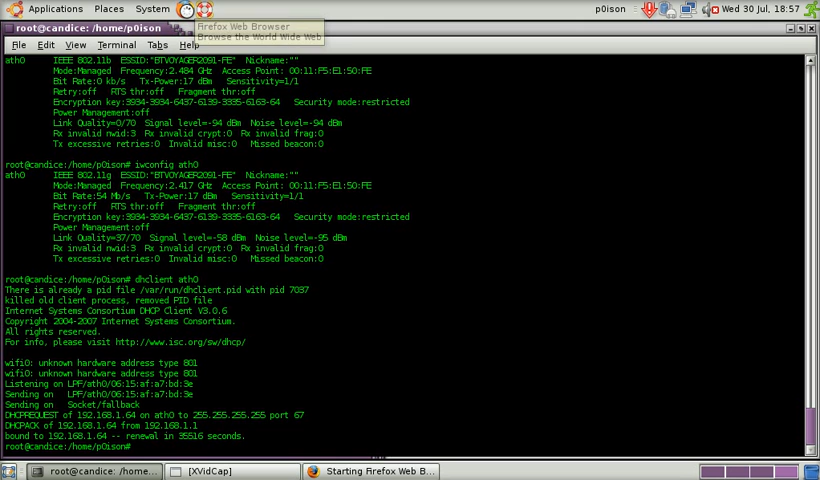 Applications Places System
p0ison
Wed 30 Jul, 18:57
Firefox Web Browser
Browse the World Wide Web
root@candice: /home/p0ison
File Edit View Terminal Tabs Help
ath0 IEEE 802.11b ESSID:"BTVOYAGER2091-FE" Nickname:""
Mode:Managed Frequency:2.484 GHz Access Point: 00:11:F5:E1:50:FE
Bit Rate:0 kb/s Tx-Power:17 dBm Sensitivity=1/1
Retry:off RTS thr:off Fragment thr:off
Encryption key:3934-3934-6437-6139-3335-6163-64 Security mode:restricted
Power Management:off
Link Quality=0/70 Signal level=-94 dBm Noise level=-94 dBm
Rx invalid nwid:3 Rx invalid crypt:0 Rx invalid frag:0
Tx excessive retries:0 Invalid misc:0 Missed beacon:0
root@candice:/home/p0ison# iwconfig ath0
ath0 IEEE 802.11g ESSID:"BTVOYAGER2091-FE" Nickname:""
Mode:Managed Frequency:2.417 GHz Access Point: 00:11:F5:E1:50:FE
Bit Rate:54 Mb/s Tx-Power:17 dBm Sensitivity=1/1
Retry:off RTS thr:off Fragment thr:off
Encryption key:3934-3934-6437-6139-3335-6163-64 Security mode:restricted
Power Management:off
Link Quality=37/70 Signal level=-58 dBm Noise level=-95 dBm
Rx invalid nwid:3 Rx invalid crypt:0 Rx invalid frag:0
Tx excessive retries:0 Invalid misc:0 Missed beacon:0
root@candice:/home/p0ison# dhclient ath0
There is already a pid file /var/run/dhclient.pid with pid 7037
killed old client process, removed PID file
Internet Systems Consortium DHCP Client V3.0.6
Copyright 2004-2007 Internet Systems Consortium.
All rights reserved.
For info, please visit http://www.isc.org/sw/dhcp/
wifi0: unknown hardware address type 801
wifi0: unknown hardware address type 801
Listening on LPF/ath0/06:15:af:a7:bd:3e
Sending on LPF/ath0/06:15:af:a7:bd:3e
Sending on Socket/fallback
DHCPREQUEST of 192.168.1.64 on ath0 to 255.255.255.255 port 67
DHCPACK of 192.168.1.64 from 192.168.1.1
bound to 192.168.1.64 -- renewal in 35516 seconds.
root@candice:/home/p0ison#
root@candice: /home...
[XVidCap]
Starting Firefox Web B...